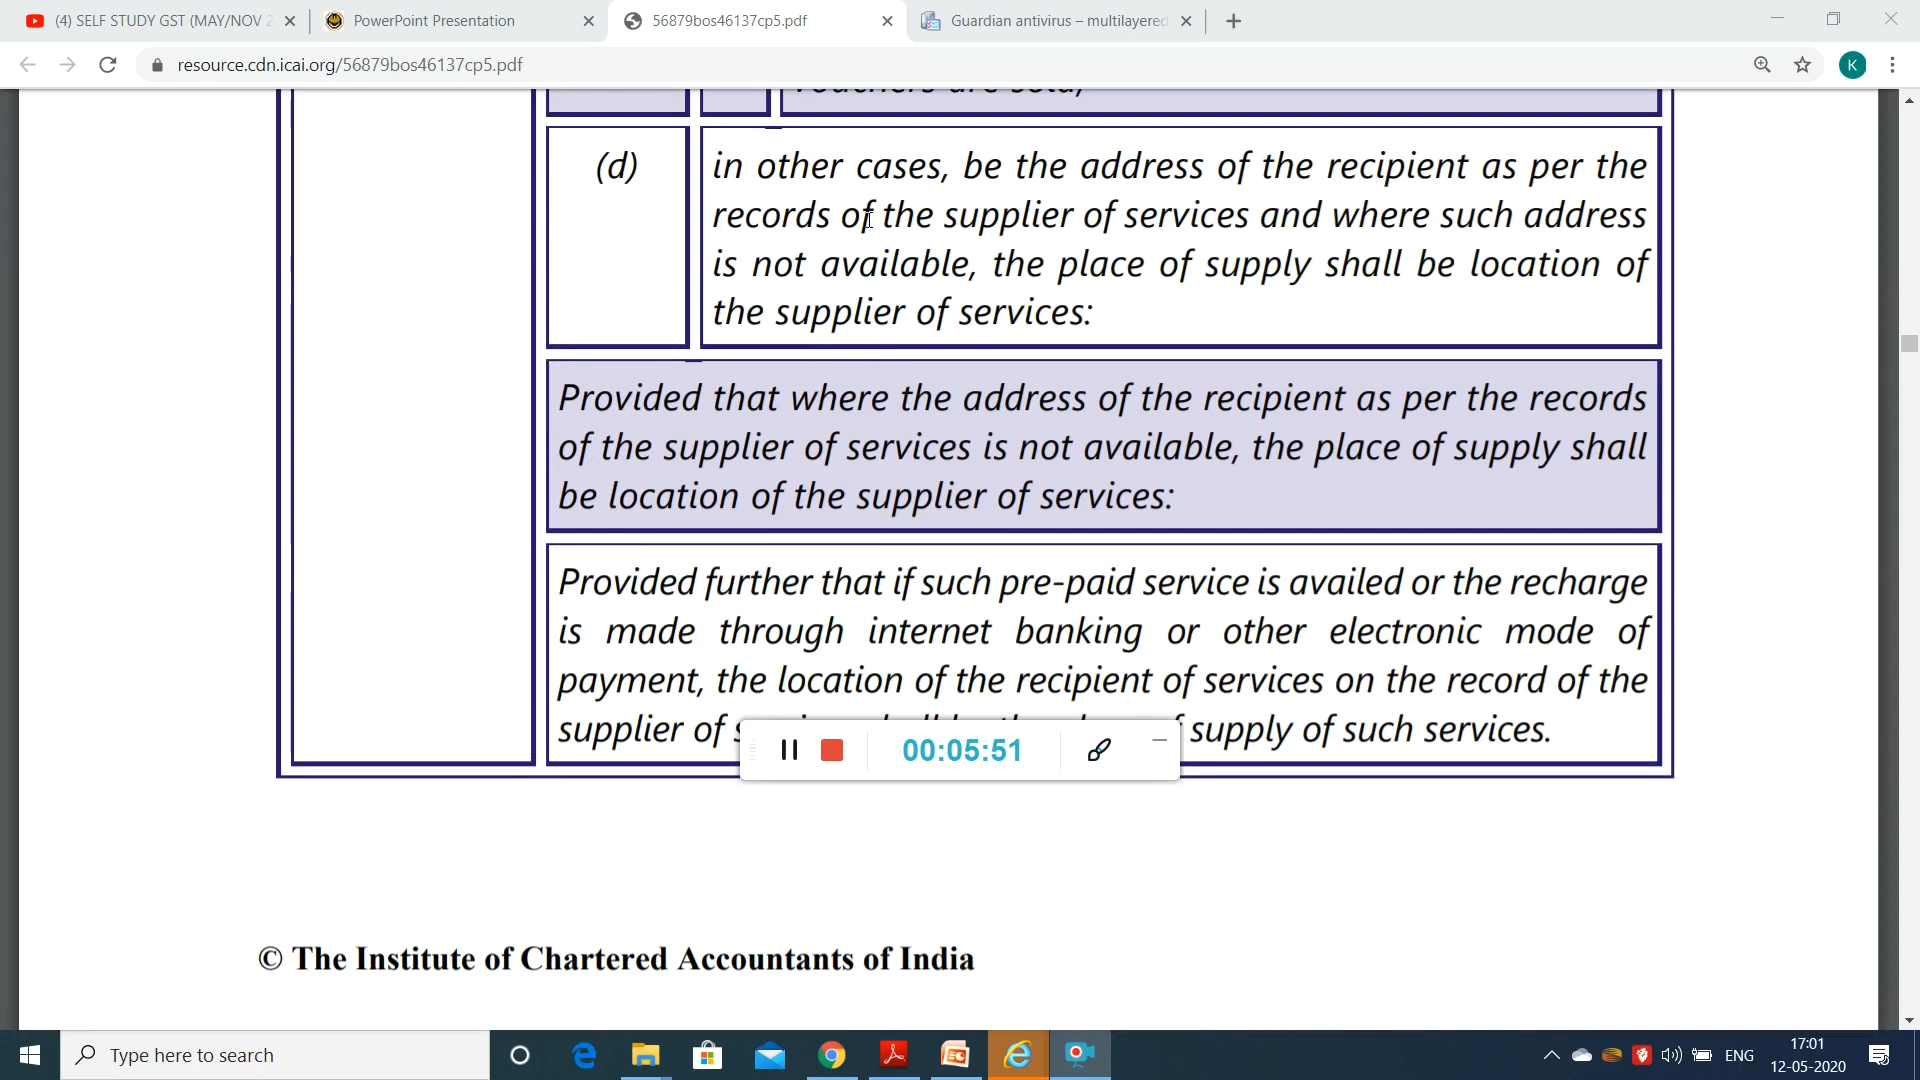 (4) SELF STUDY GST (MAY/NOV 2
PowerPoint Presentation
56879bos46137cp5.pdf
Guardian antivirus – multilayered
resource.cdn.icai.org/56879bos46137cp5.pdf
K
vouchers are sold;
(d)
in other cases, be the address of the recipient as per the
records of the supplier of services and where such address
is not available, the place of supply shall be location of
the supplier of services:
Provided that where the address of the recipient as per the records
of the supplier of services is not available, the place of supply shall
be location of the supplier of services:
Provided further that if such pre-paid service is availed or the recharge
is made through internet banking or other electronic mode of
payment, the location of the recipient of services on the record of the
supplier of supply of such services.
00:05:51
© The Institute of Chartered Accountants of India
Type here to search
ENG
17:01
12-05-2020